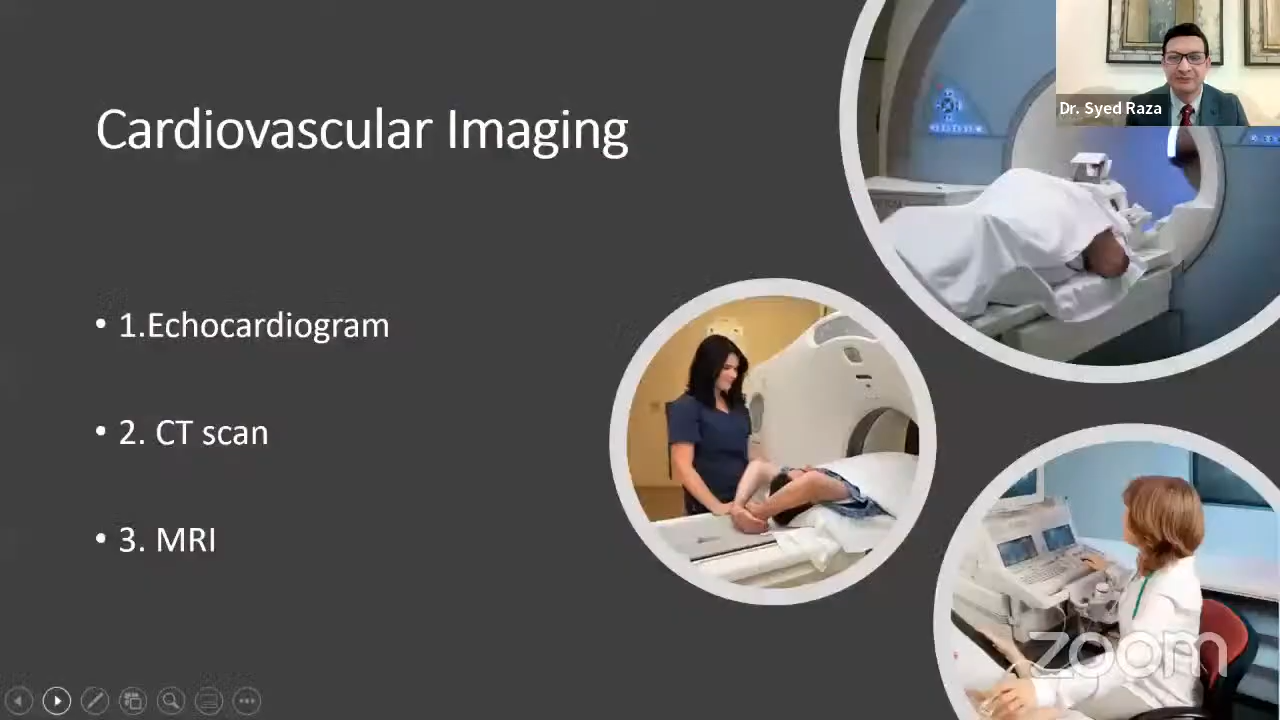 Cardiovascular Imaging
Dr. Syed Raza
• 1.Echocardiogram
• 2. CT scan
• 3. MRI
zoom